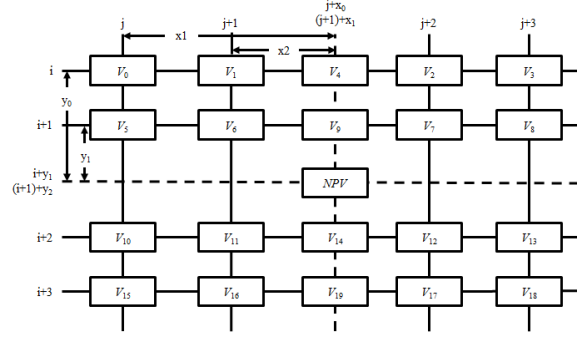 j+x0
j j+1 (j+1)+x1 j+2 j+3
x1
x2
i V0 V1 V4 V2 V3
y0
i+1 V5 V6 V9 V7 V8
y1
i+y1
(i+1)+y2 NPV
i+2 V10 V11 V14 V12 V13
i+3 V15 V16 V19 V17 V18